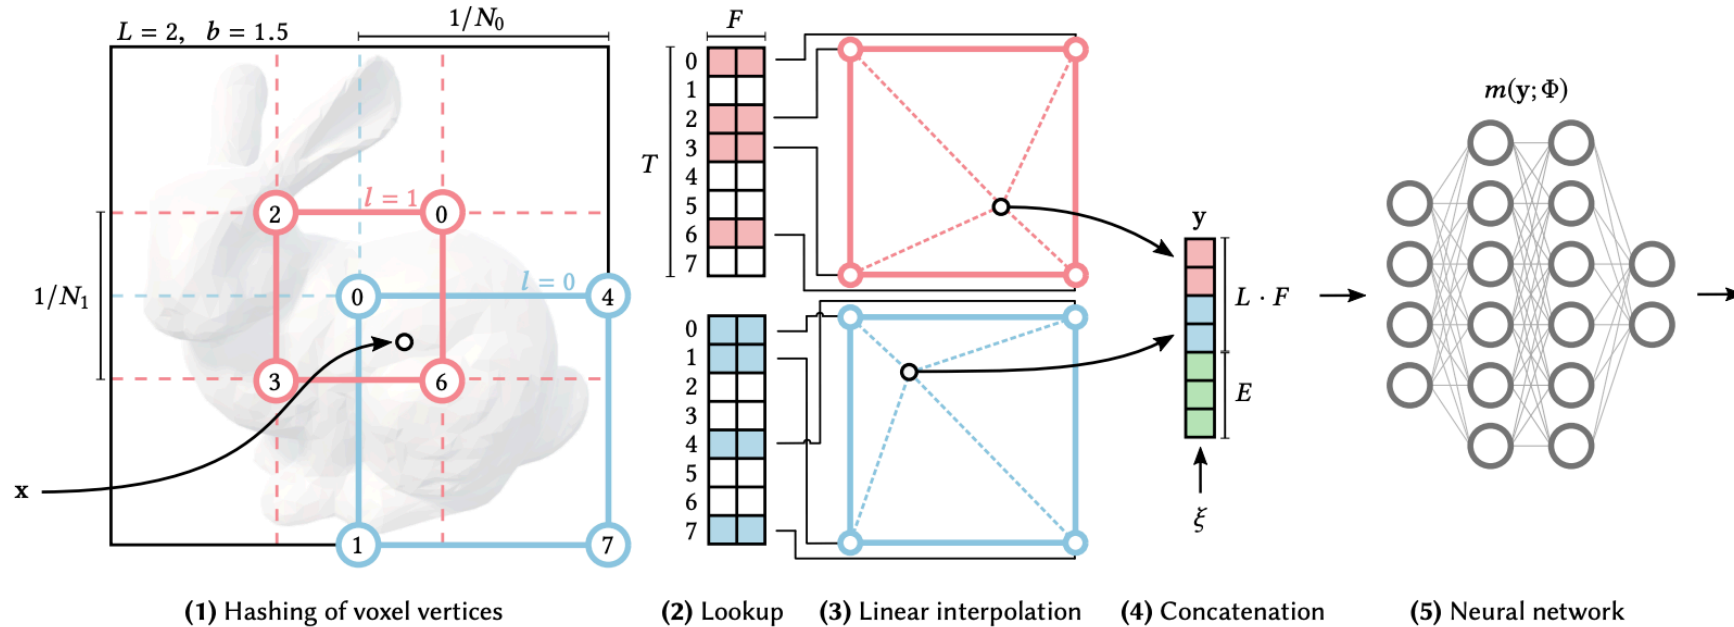 L = 2, b = 1.5
1/N₀
l = 1
2
0
1/N₁
l = 0
0
4
3
6
x
1
7
F
T
0
1
2
3
4
5
6
7
0
1
2
3
4
5
6
7
y
L · F
E
ξ
m(y; Φ)
(1) Hashing of voxel vertices
(2) Lookup
(3) Linear interpolation
(4) Concatenation
(5) Neural network